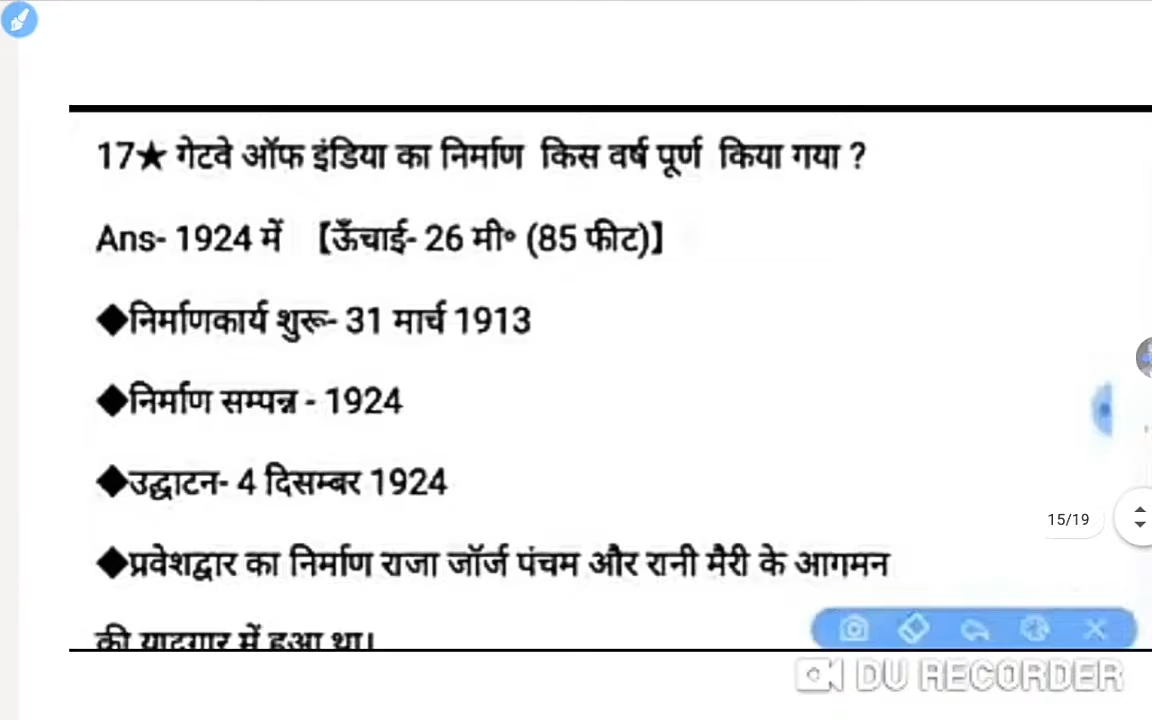 17★ गेटवे ऑफ इंडिया का निर्माण किस वर्ष पूर्ण किया गया ?
Ans- 1924 में 【ऊँचाई- 26 मी॰ (85 फीट)】
◆निर्माणकार्य शुरू- 31 मार्च 1913
◆निर्माण सम्पन्न - 1924
◆उद्घाटन- 4 दिसम्बर 1924
15/19
◆प्रवेशद्वार का निर्माण राजा जॉर्ज पंचम और रानी मैरी के आगमन
की यादगार में हुआ था।
DU RECORDER